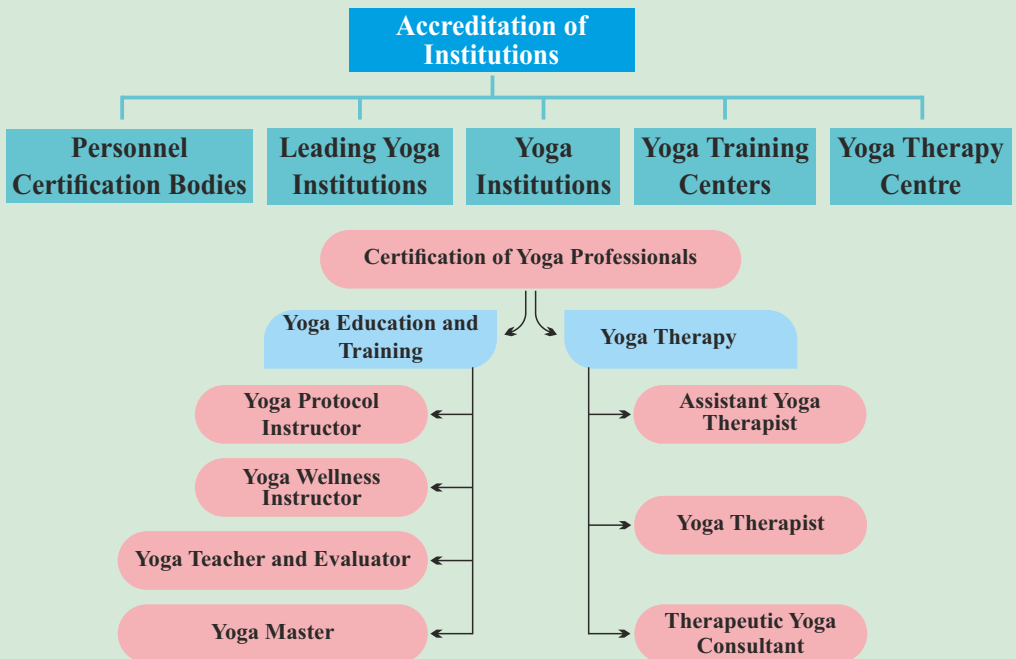 Accreditation of
Institutions
Personnel
Certification Bodies
Leading Yoga
Institutions
Yoga
Institutions
Yoga Training
Centers
Yoga Therapy
Centre
Certification of Yoga Professionals
Yoga Education and
Training
Yoga Therapy
Yoga Protocol
Instructor
Yoga Wellness
Instructor
Yoga Teacher and Evaluator
Yoga Master
Assistant Yoga
Therapist
Yoga Therapist
Therapeutic Yoga
Consultant